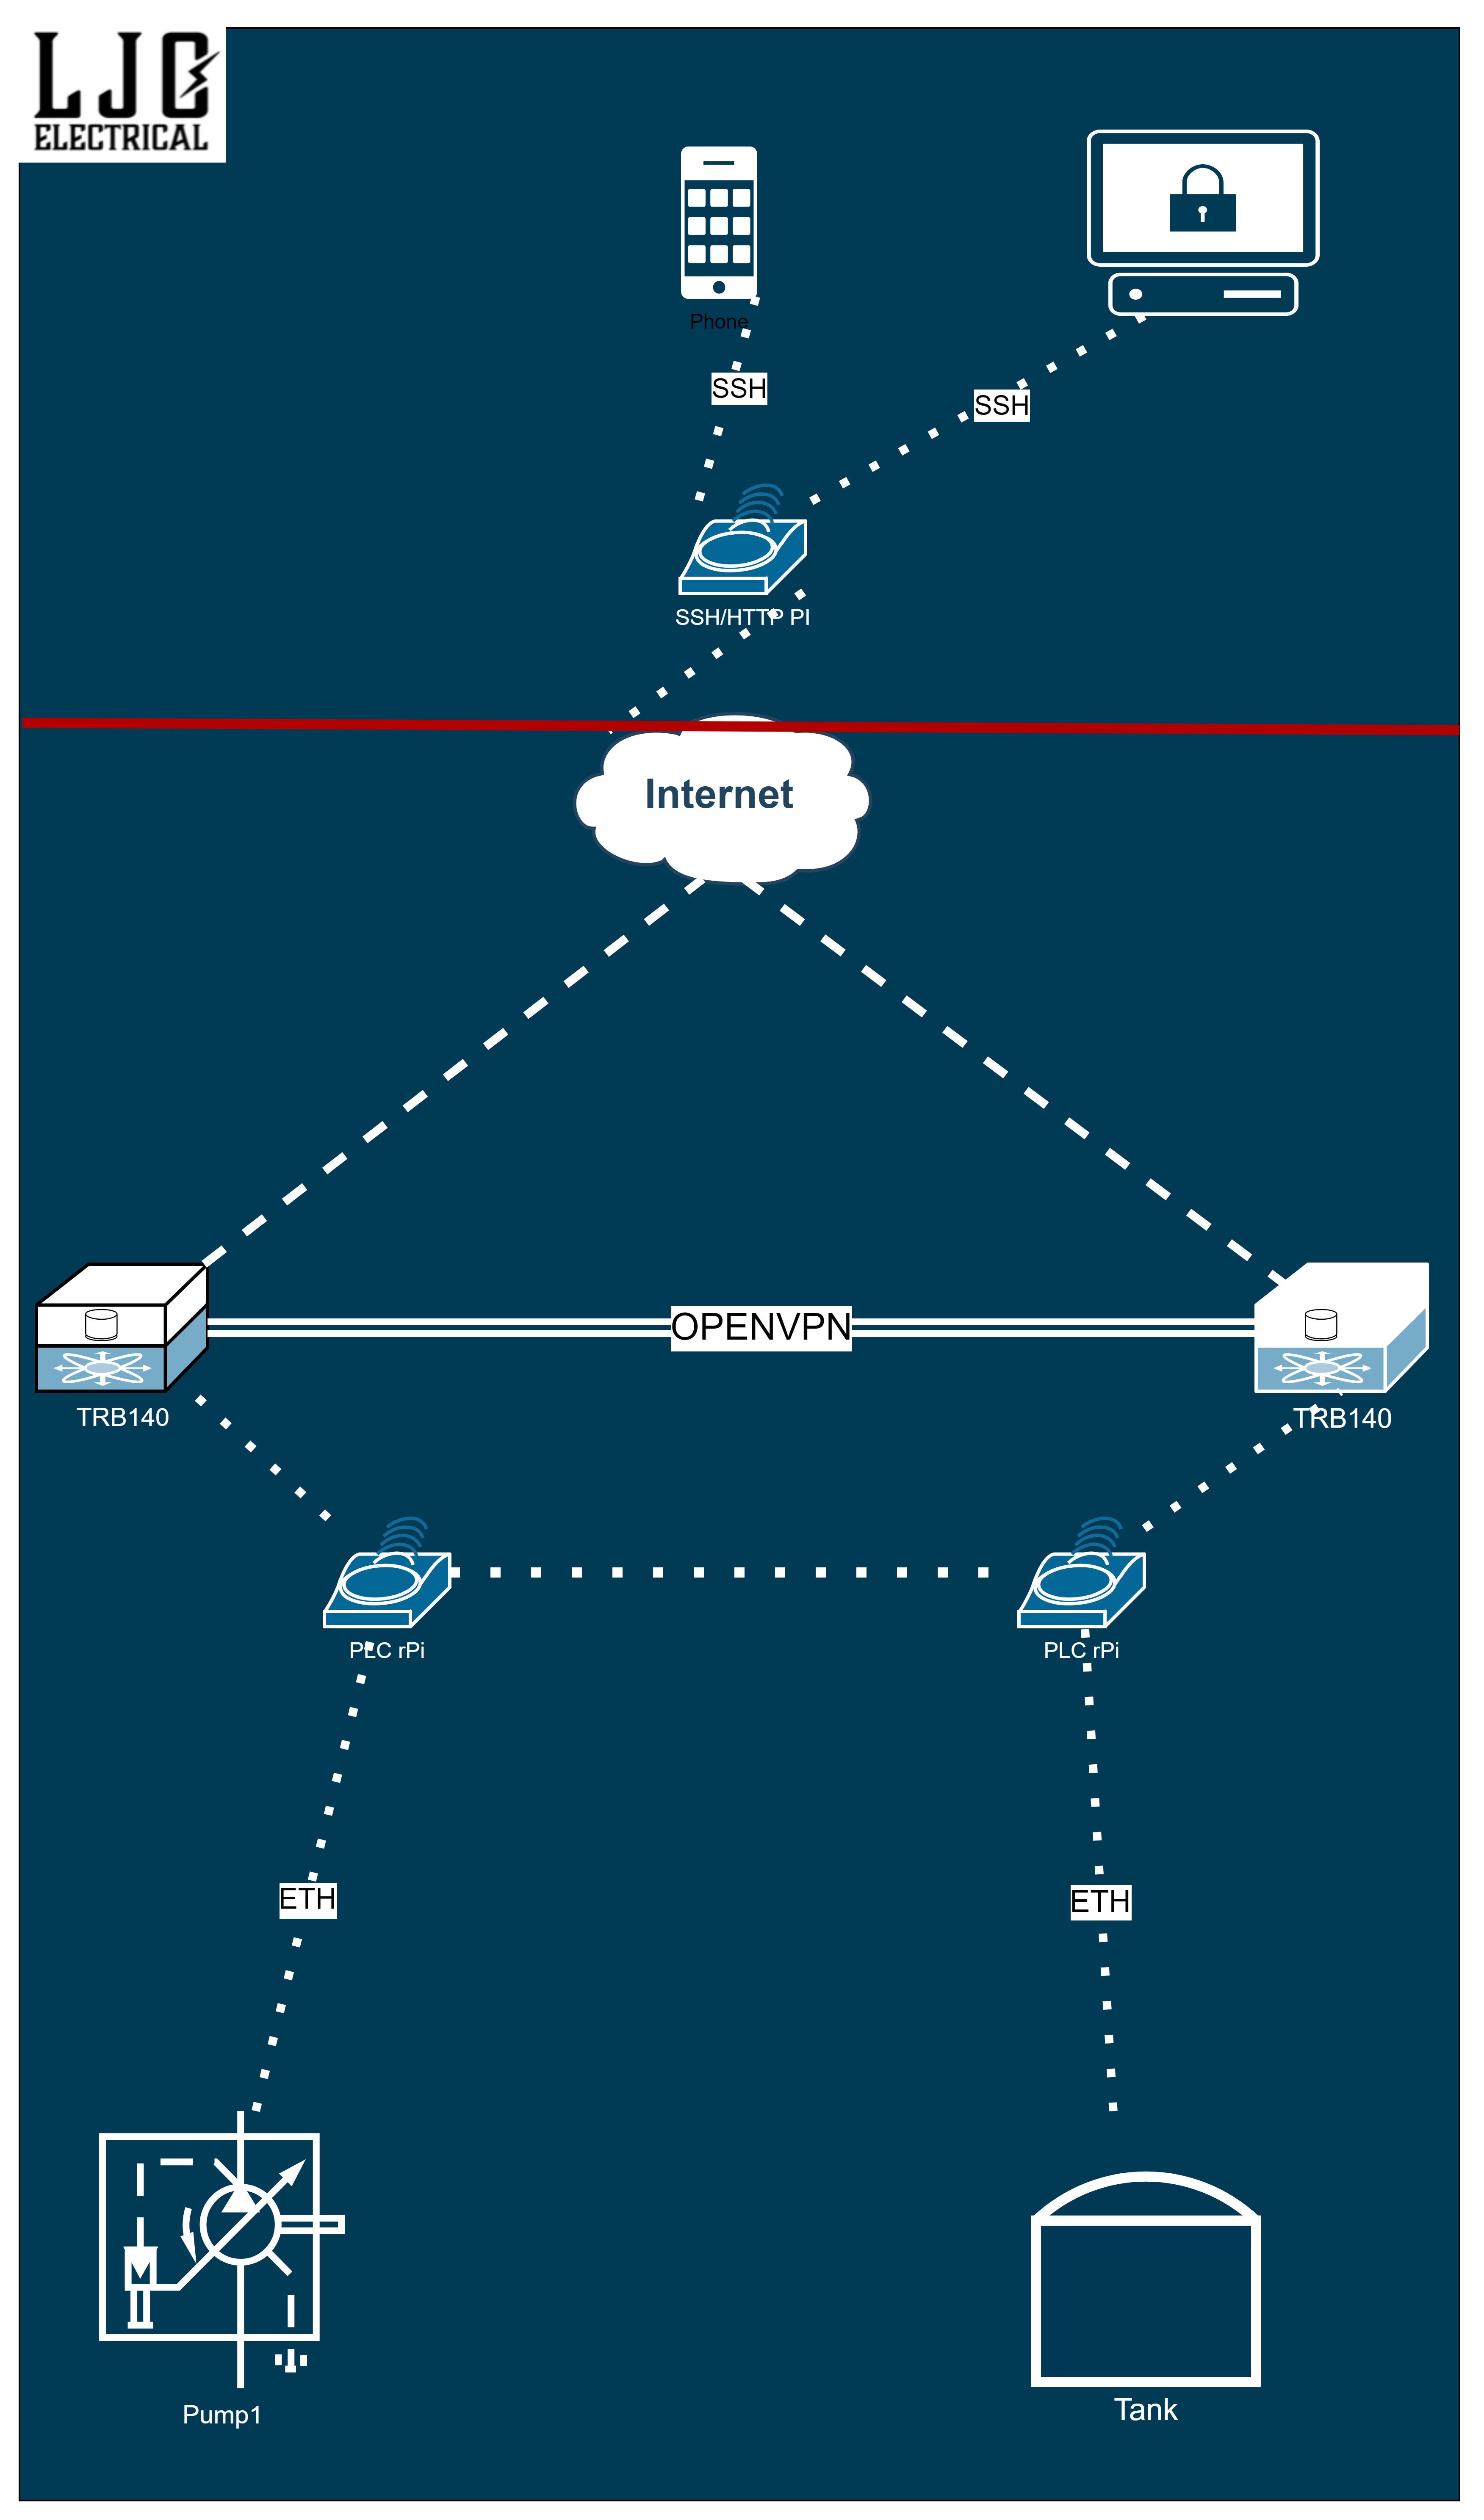 LJC
ELECTRICAL
Phone
SSH
SSH
SSH/HTTP PI
Internet
OPENVPN
TRB140
TRB140
PLC rPi
PLC rPi
ETH
ETH
Pump1
Tank